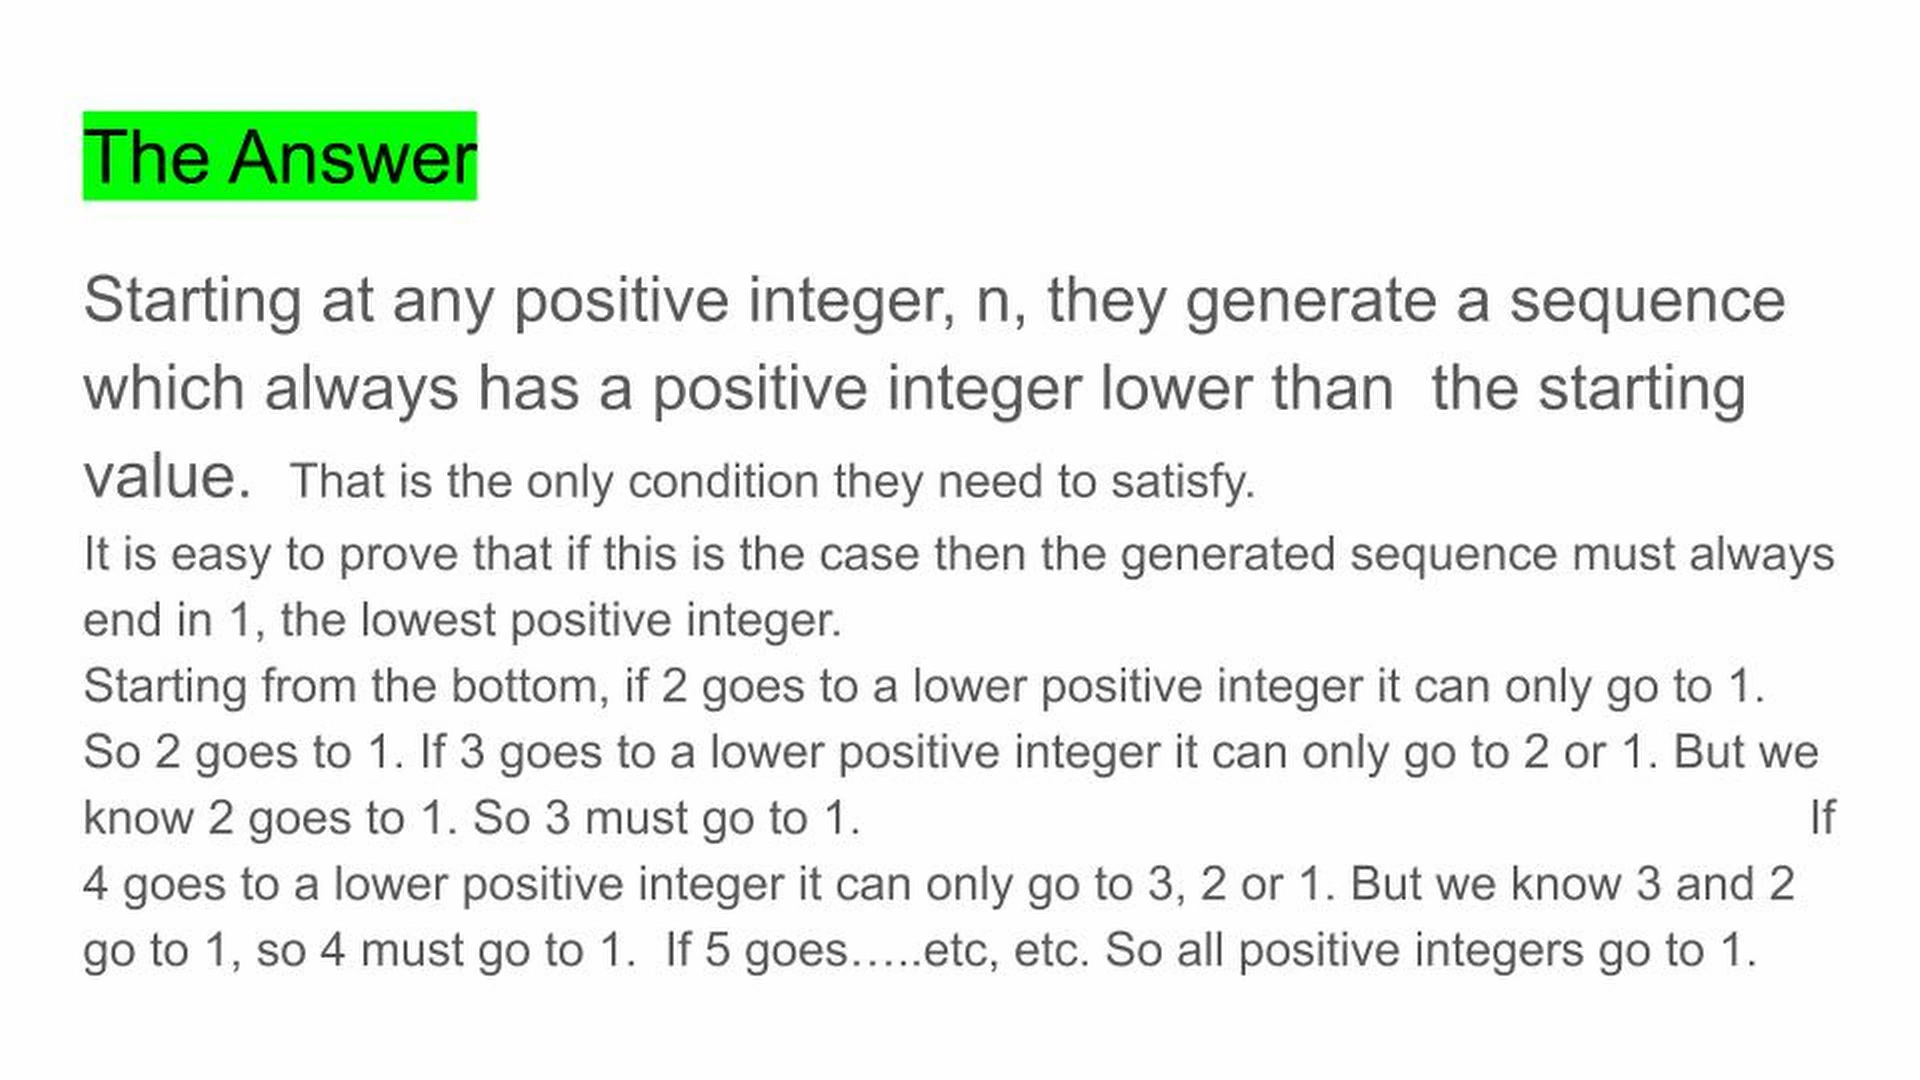 The Answer
Starting at any positive integer, n, they generate a sequence
which always has a positive integer lower than  the starting
value.  That is the only condition they need to satisfy.
It is easy to prove that if this is the case then the generated sequence must always
end in 1, the lowest positive integer.
Starting from the bottom, if 2 goes to a lower positive integer it can only go to 1.
So 2 goes to 1. If 3 goes to a lower positive integer it can only go to 2 or 1. But we
know 2 goes to 1. So 3 must go to 1. If
4 goes to a lower positive integer it can only go to 3, 2 or 1. But we know 3 and 2
go to 1, so 4 must go to 1.  If 5 goes…..etc, etc. So all positive integers go to 1.